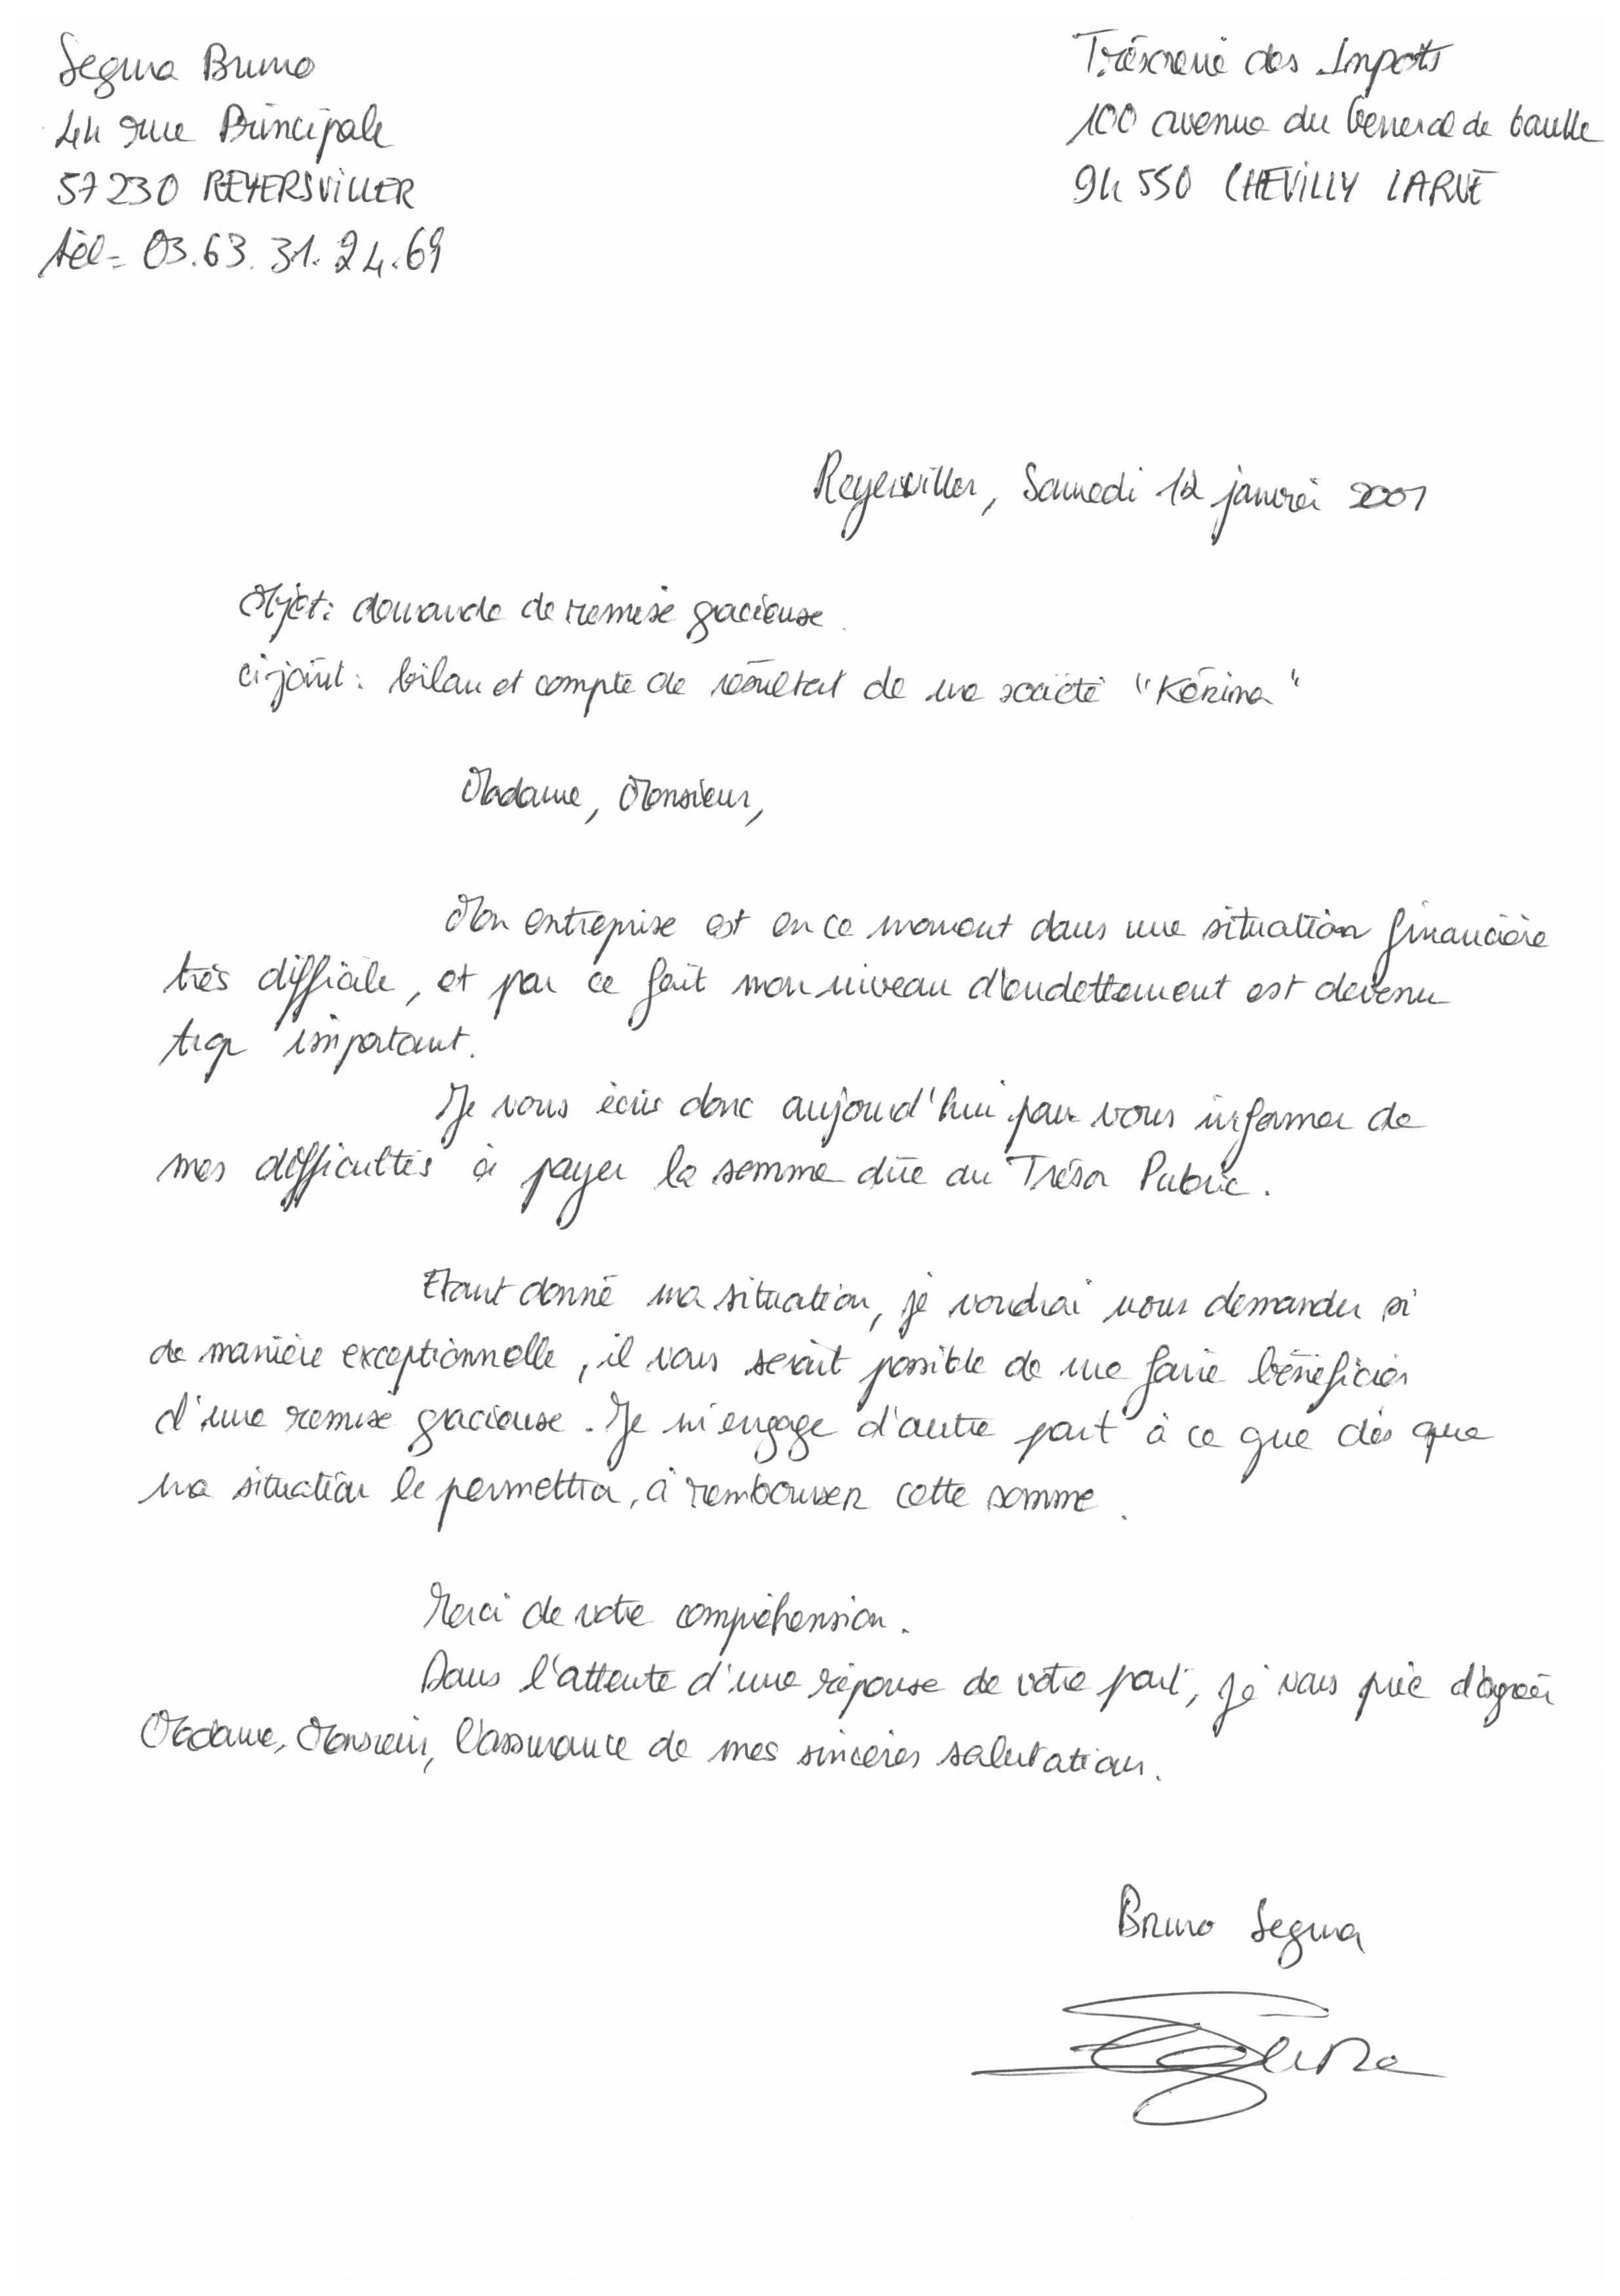 Segura Bruno
44 rue Principale
57230 REYERSVILLER
tèl= 03.63.31.24.69
Trésorerie des Impots
100 avenue du General de Gaulle
94 550 CHEVILLY LARUE
Reyersviller, Samedi 12 janvier 2001
Objet: demande de remise gracieuse.
ci-joint: bilan et compte de résultat de ma société "Kérima"
Madame, Monsieur,
Mon entreprise est en ce moment dans une situation financière
très difficile, et par ce fait mon niveau d'endettement est devenu
trop important.
Je vous écris donc aujourd'hui pour vous informer de
mes difficultés à payer la somme dûe au Trésor Public.
Etant donné ma situation, je voudrai vous demander si
de manière exceptionnelle, il vous serait possible de me faire bénéficier
d'une remise gracieuse. Je m'engage d'autre part à ce que dès que
ma situation le permettra, à rembourser cette somme.
Merci de votre compréhension.
Dans l'attente d'une réponse de votre part, je vous prie d'agréer
Madame, Monsieur, l'assurance de mes sincères salutations.
Bruno Segura
Segura